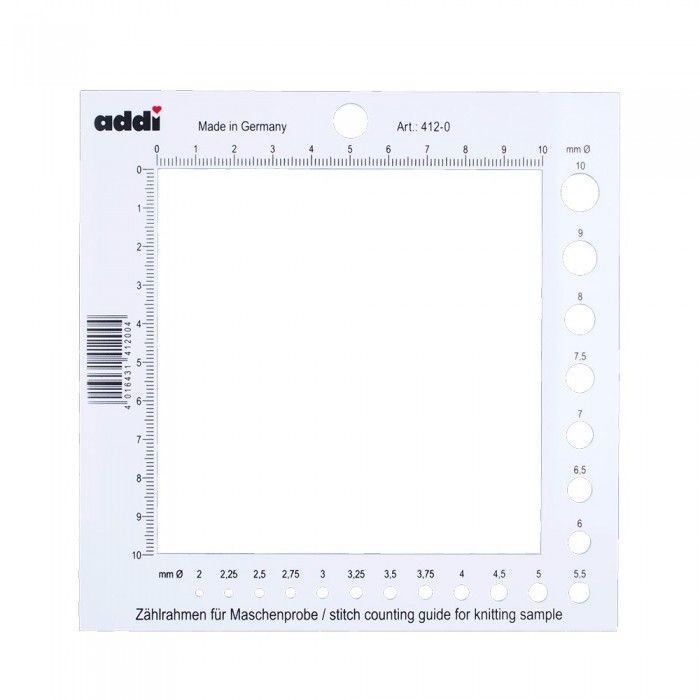 addi
Made in Germany
Art.: 412-0
0 1 2 3 4 5 6 7 8 9 10
mm Ø
10
9
8
7,5
7
6,5
6
5,5
0
1
2
3
4
5
6
7
8
9
10
4 016431 412004
mm Ø 2 2,25 2,5 2,75 3 3,25 3,5 3,75 4 4,5 5
Zählrahmen für Maschenprobe / stitch counting guide for knitting sample